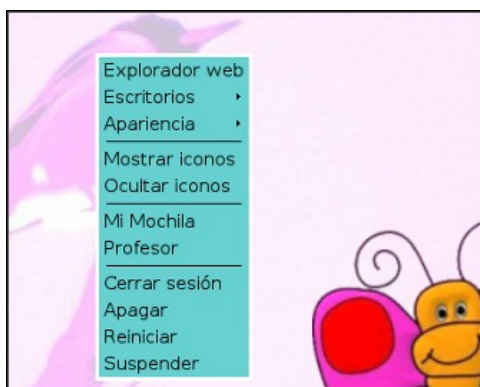 Explorador web
Escritorios
Apariencia
Mostrar iconos
Ocultar iconos
Mi Mochila
Profesor
Cerrar sesión
Apagar
Reiniciar
Suspender